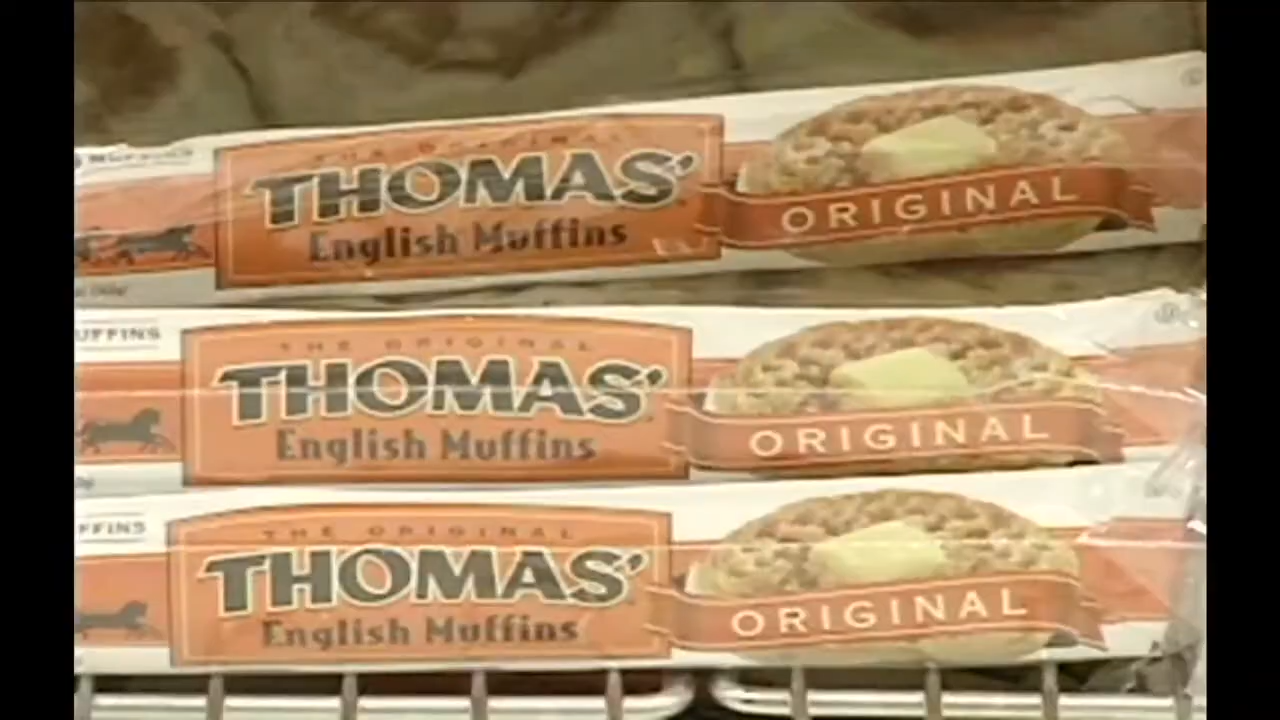 MUFFINS
THE ORIGINAL
THOMAS'
English Muffins
ORIGINAL
UFFINS
THE ORIGINAL
THOMAS'
English Muffins
ORIGINAL
FFINS
THE ORIGINAL
THOMAS'
English Muffins
ORIGINAL